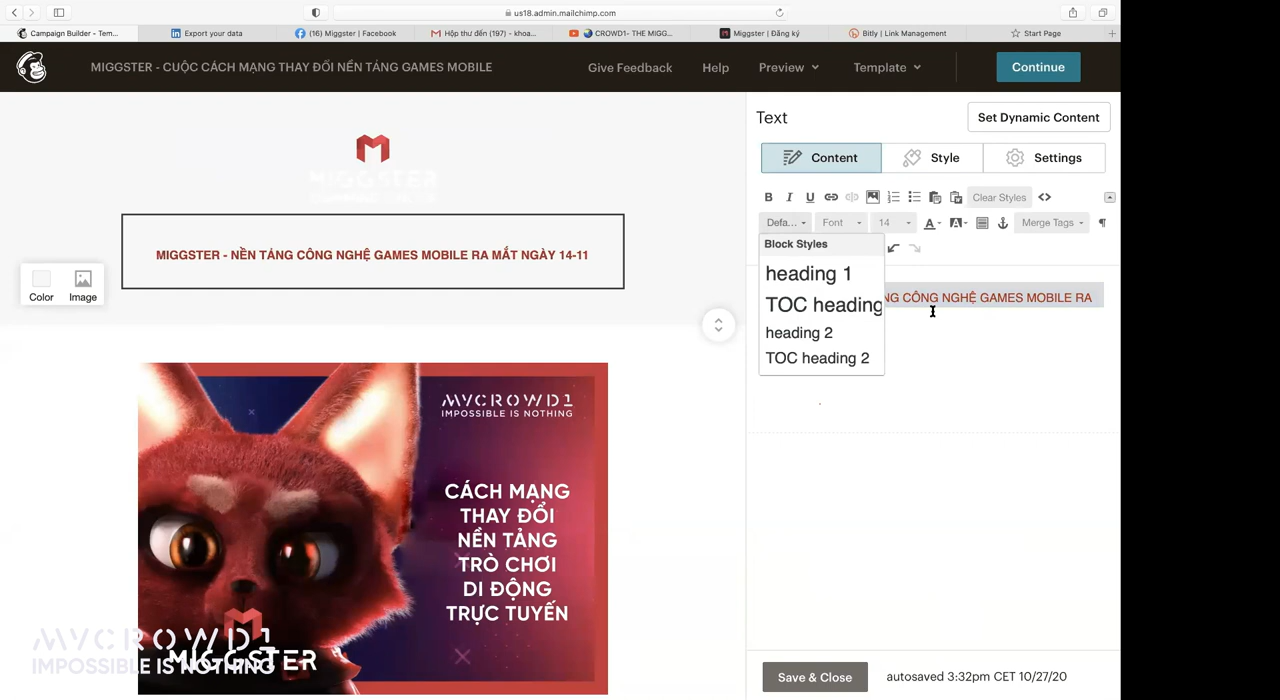 us18.admin.mailchimp.com
Campaign Builder - Tem...
Export your data
(16) Miggster | Facebook
Hộp thư đến (197) - khoa...
CROWD1- THE MIGG...
Miggster | Đăng ký
Bitly | Link Management
Start Page
MIGGSTER - CUỘC CÁCH MẠNG THAY ĐỔI NỀN TẢNG GAMES MOBILE
Give Feedback
Help
Preview
Template
Continue
Text
Set Dynamic Content
Content
Style
Settings
B I U
Clear Styles
Defa...
Font
14
A
A
Merge Tags
Block Styles
heading 1
TOC heading
heading 2
TOC heading 2
NG CÔNG NGHỆ GAMES MOBILE RA
MIGGSTER
MIGGSTER - NỀN TẢNG CÔNG NGHỆ GAMES MOBILE RA MẮT NGÀY 14-11
Color
Image
MYCROWD1
IMPOSSIBLE IS NOTHING
CÁCH MẠNG
THAY ĐỔI
NỀN TẢNG
TRÒ CHƠI
DI ĐỘNG
TRỰC TUYẾN
MIGGSTER
MYCROWD1
IMPOSSIBLE IS NOTHING
Save & Close
autosaved 3:32pm CET 10/27/20